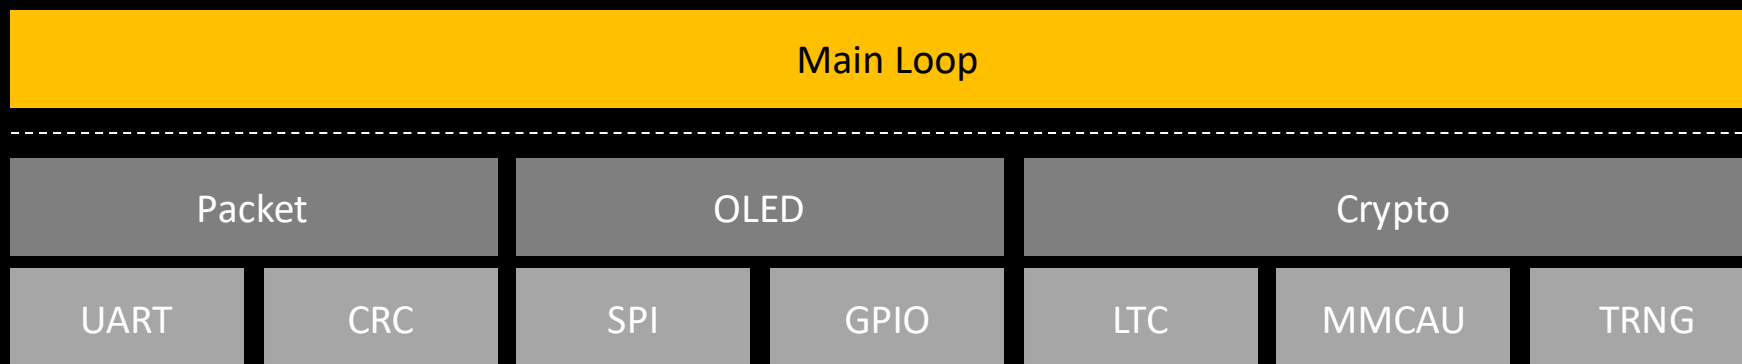 Main Loop
Packet OLED Crypto
UART CRC SPI GPIO LTC MMCAU TRNG